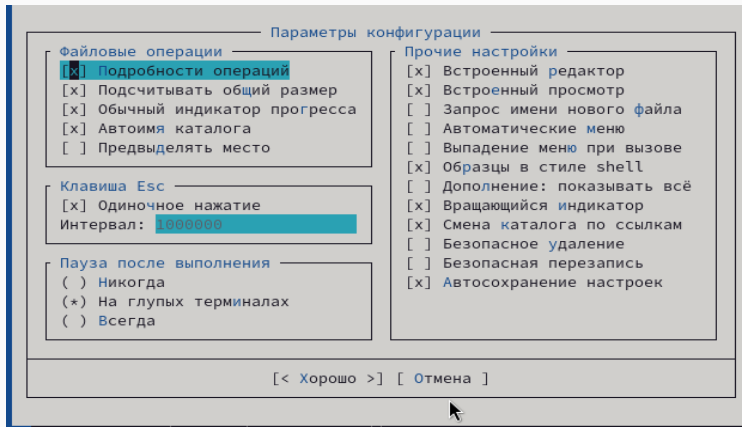 Параметры конфигурации
Файловые операции
[x] Подробности операций
[x] Подсчитывать общий размер
[x] Обычный индикатор прогресса
[x] Автоимя каталога
[ ] Предвыделять место
Клавиша Esc
[x] Одиночное нажатие
Интервал: 1000000
Пауза после выполнения
( ) Никогда
(*) На глупых терминалах
( ) Всегда
Прочие настройки
[x] Встроенный редактор
[x] Встроенный просмотр
[ ] Запрос имени нового файла
[ ] Автоматические меню
[ ] Выпадение меню при вызове
[x] Образцы в стиле shell
[ ] Дополнение: показывать всё
[x] Вращающийся индикатор
[x] Смена каталога по ссылкам
[ ] Безопасное удаление
[ ] Безопасная перезапись
[x] Автосохранение настроек
[< Хорошо >] [ Отмена ]